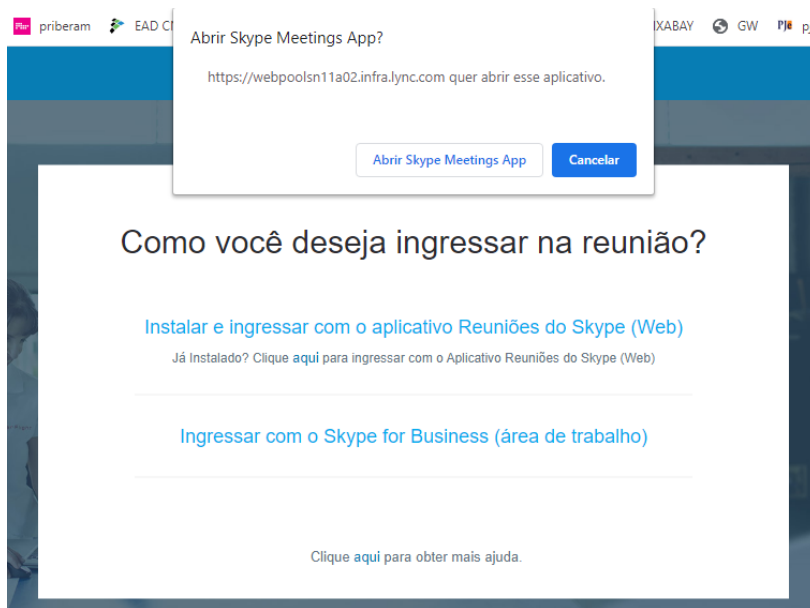 priberam EAD IXABAY GW PJe
Abrir Skype Meetings App?
https://webpoolsn11a02.infra.lync.com quer abrir esse aplicativo.
Abrir Skype Meetings App Cancelar
Como você deseja ingressar na reunião?
Instalar e ingressar com o aplicativo Reuniões do Skype (Web)
Já Instalado? Clique aqui para ingressar com o Aplicativo Reuniões do Skype (Web)
Ingressar com o Skype for Business (área de trabalho)
Clique aqui para obter mais ajuda.